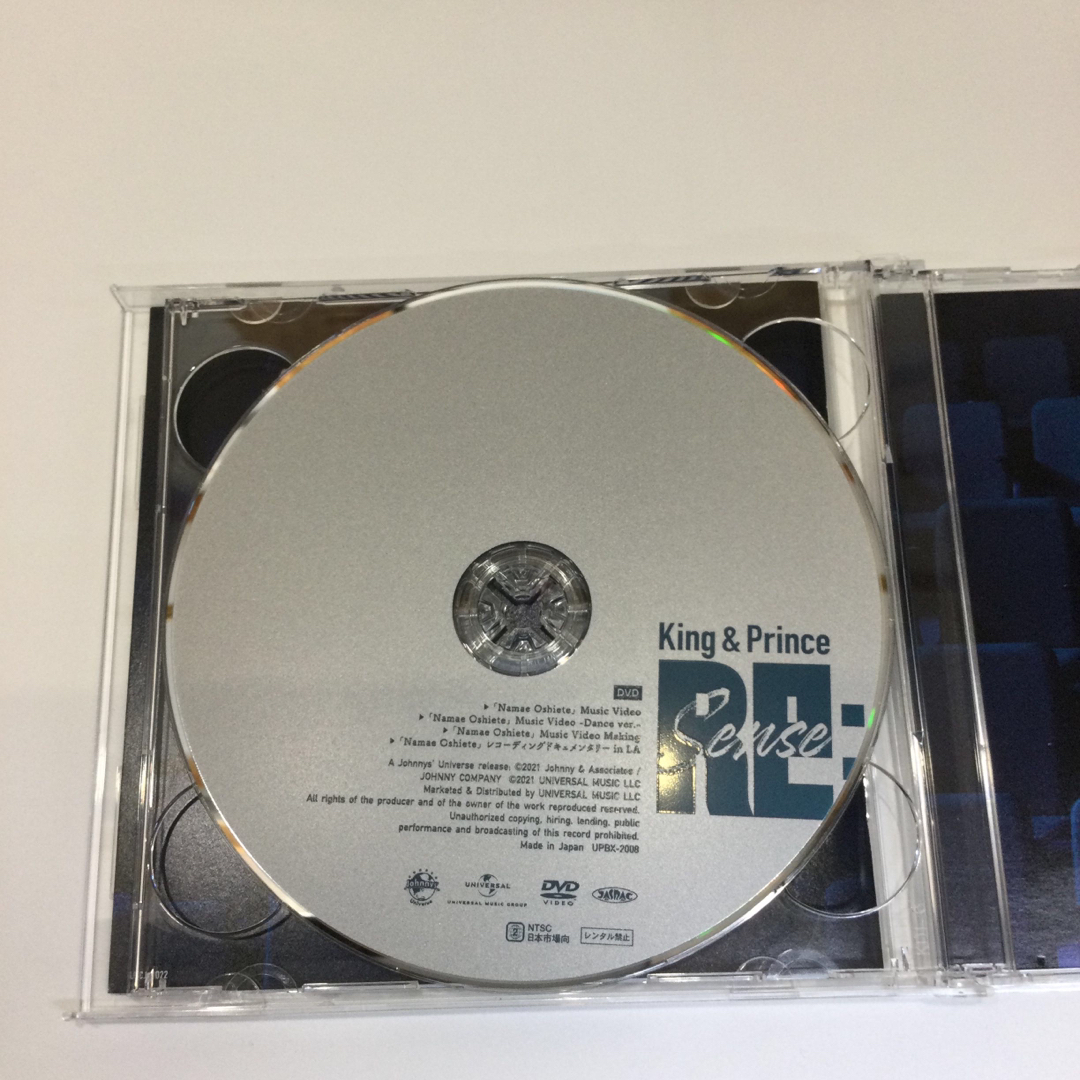 King & Prince
RE:
Sense
DVD
▶「Namae Oshiete」Music Video
▶「Namae Oshiete」Music Video -Dance ver.-
▶「Namae Oshiete」Music Video Making
▶「Namae Oshiete」レコーディングドキュメンタリー in LA
A Johnnys' Universe release; ©2021 Johnny & Associates /
JOHNNY COMPANY ©2021 UNIVERSAL MUSIC LLC
Marketed & Distributed by UNIVERSAL MUSIC LLC
All rights of the producer and of the owner of the work reproduced reserved.
Unauthorized copying, hiring, lending, public
performance and broadcasting of this record prohibited.
Made in Japan UPBX-2008
Johnnys'
Universe
UNIVERSAL
UNIVERSAL MUSIC GROUP
DVD
VIDEO
JASRAC
2
NTSC
日本市場向
レンタル禁止